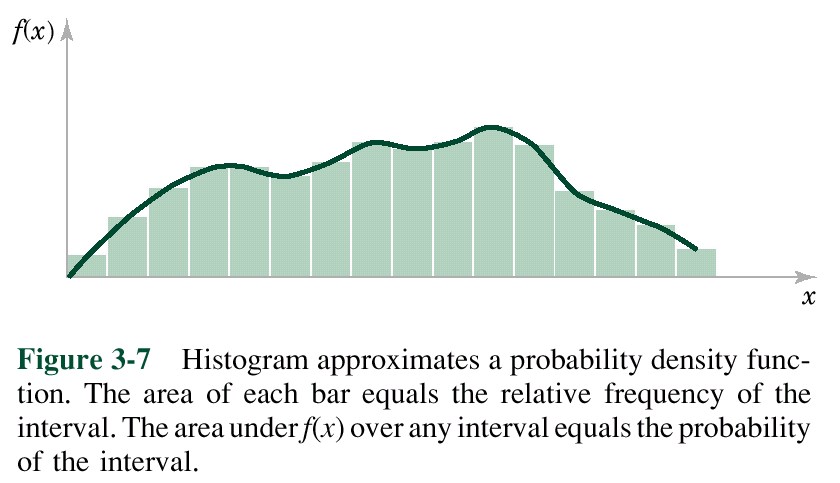 f(x)
x
Figure 3-7 Histogram approximates a probability density func-
tion. The area of each bar equals the relative frequency of the
interval. The area under f(x) over any interval equals the probability
of the interval.